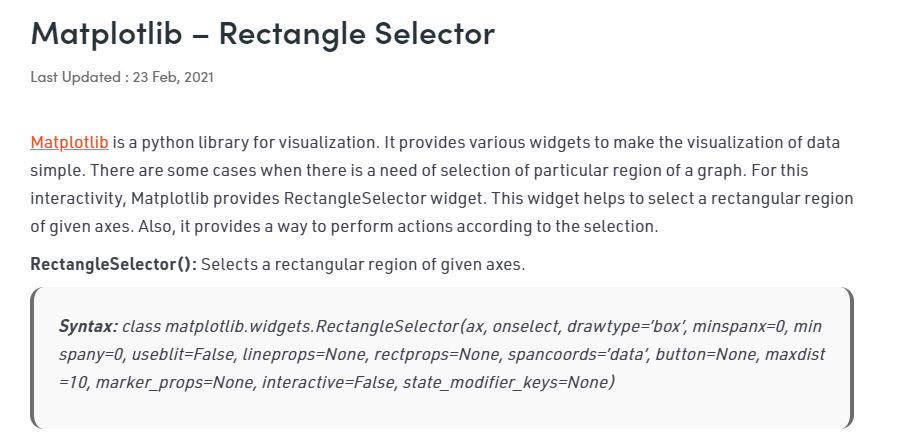 Matplotlib – Rectangle Selector
Last Updated : 23 Feb, 2021
Matplotlib is a python library for visualization. It provides various widgets to make the visualization of data
simple. There are some cases when there is a need of selection of particular region of a graph. For this
interactivity, Matplotlib provides RectangleSelector widget. This widget helps to select a rectangular region
of given axes. Also, it provides a way to perform actions according to the selection.
RectangleSelector(): Selects a rectangular region of given axes.
Syntax: class matplotlib.widgets.RectangleSelector(ax, onselect, drawtype=’box’, minspanx=0, min
spany=0, useblit=False, lineprops=None, rectprops=None, spancoords=’data’, button=None, maxdist
=10, marker_props=None, interactive=False, state_modifier_keys=None)